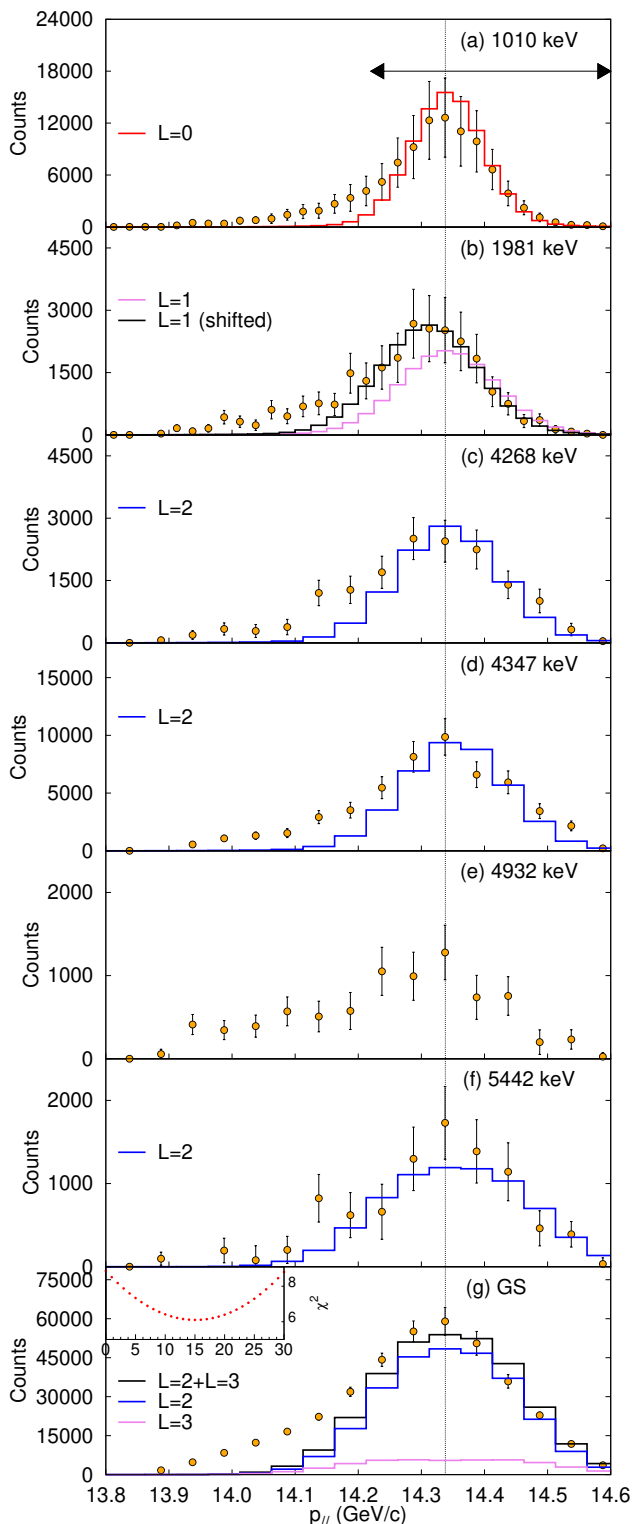 (a) 1010 keV
24000
18000
12000
6000
0
Counts
L=0
(b) 1981 keV
4500
3000
1500
0
Counts
L=1
L=1 (shifted)
(c) 4268 keV
4500
3000
1500
0
Counts
L=2
(d) 4347 keV
15000
10000
5000
0
Counts
L=2
(e) 4932 keV
2000
1000
0
Counts
(f) 5442 keV
2000
1000
0
Counts
L=2
(g) GS
75000
60000
45000
30000
15000
0
Counts
8
6
χ²
0 5 10 15 20 25 30
L=2+L=3
L=2
L=3
13.8 13.9 14.0 14.1 14.2 14.3 14.4 14.5 14.6
p// (GeV/c)